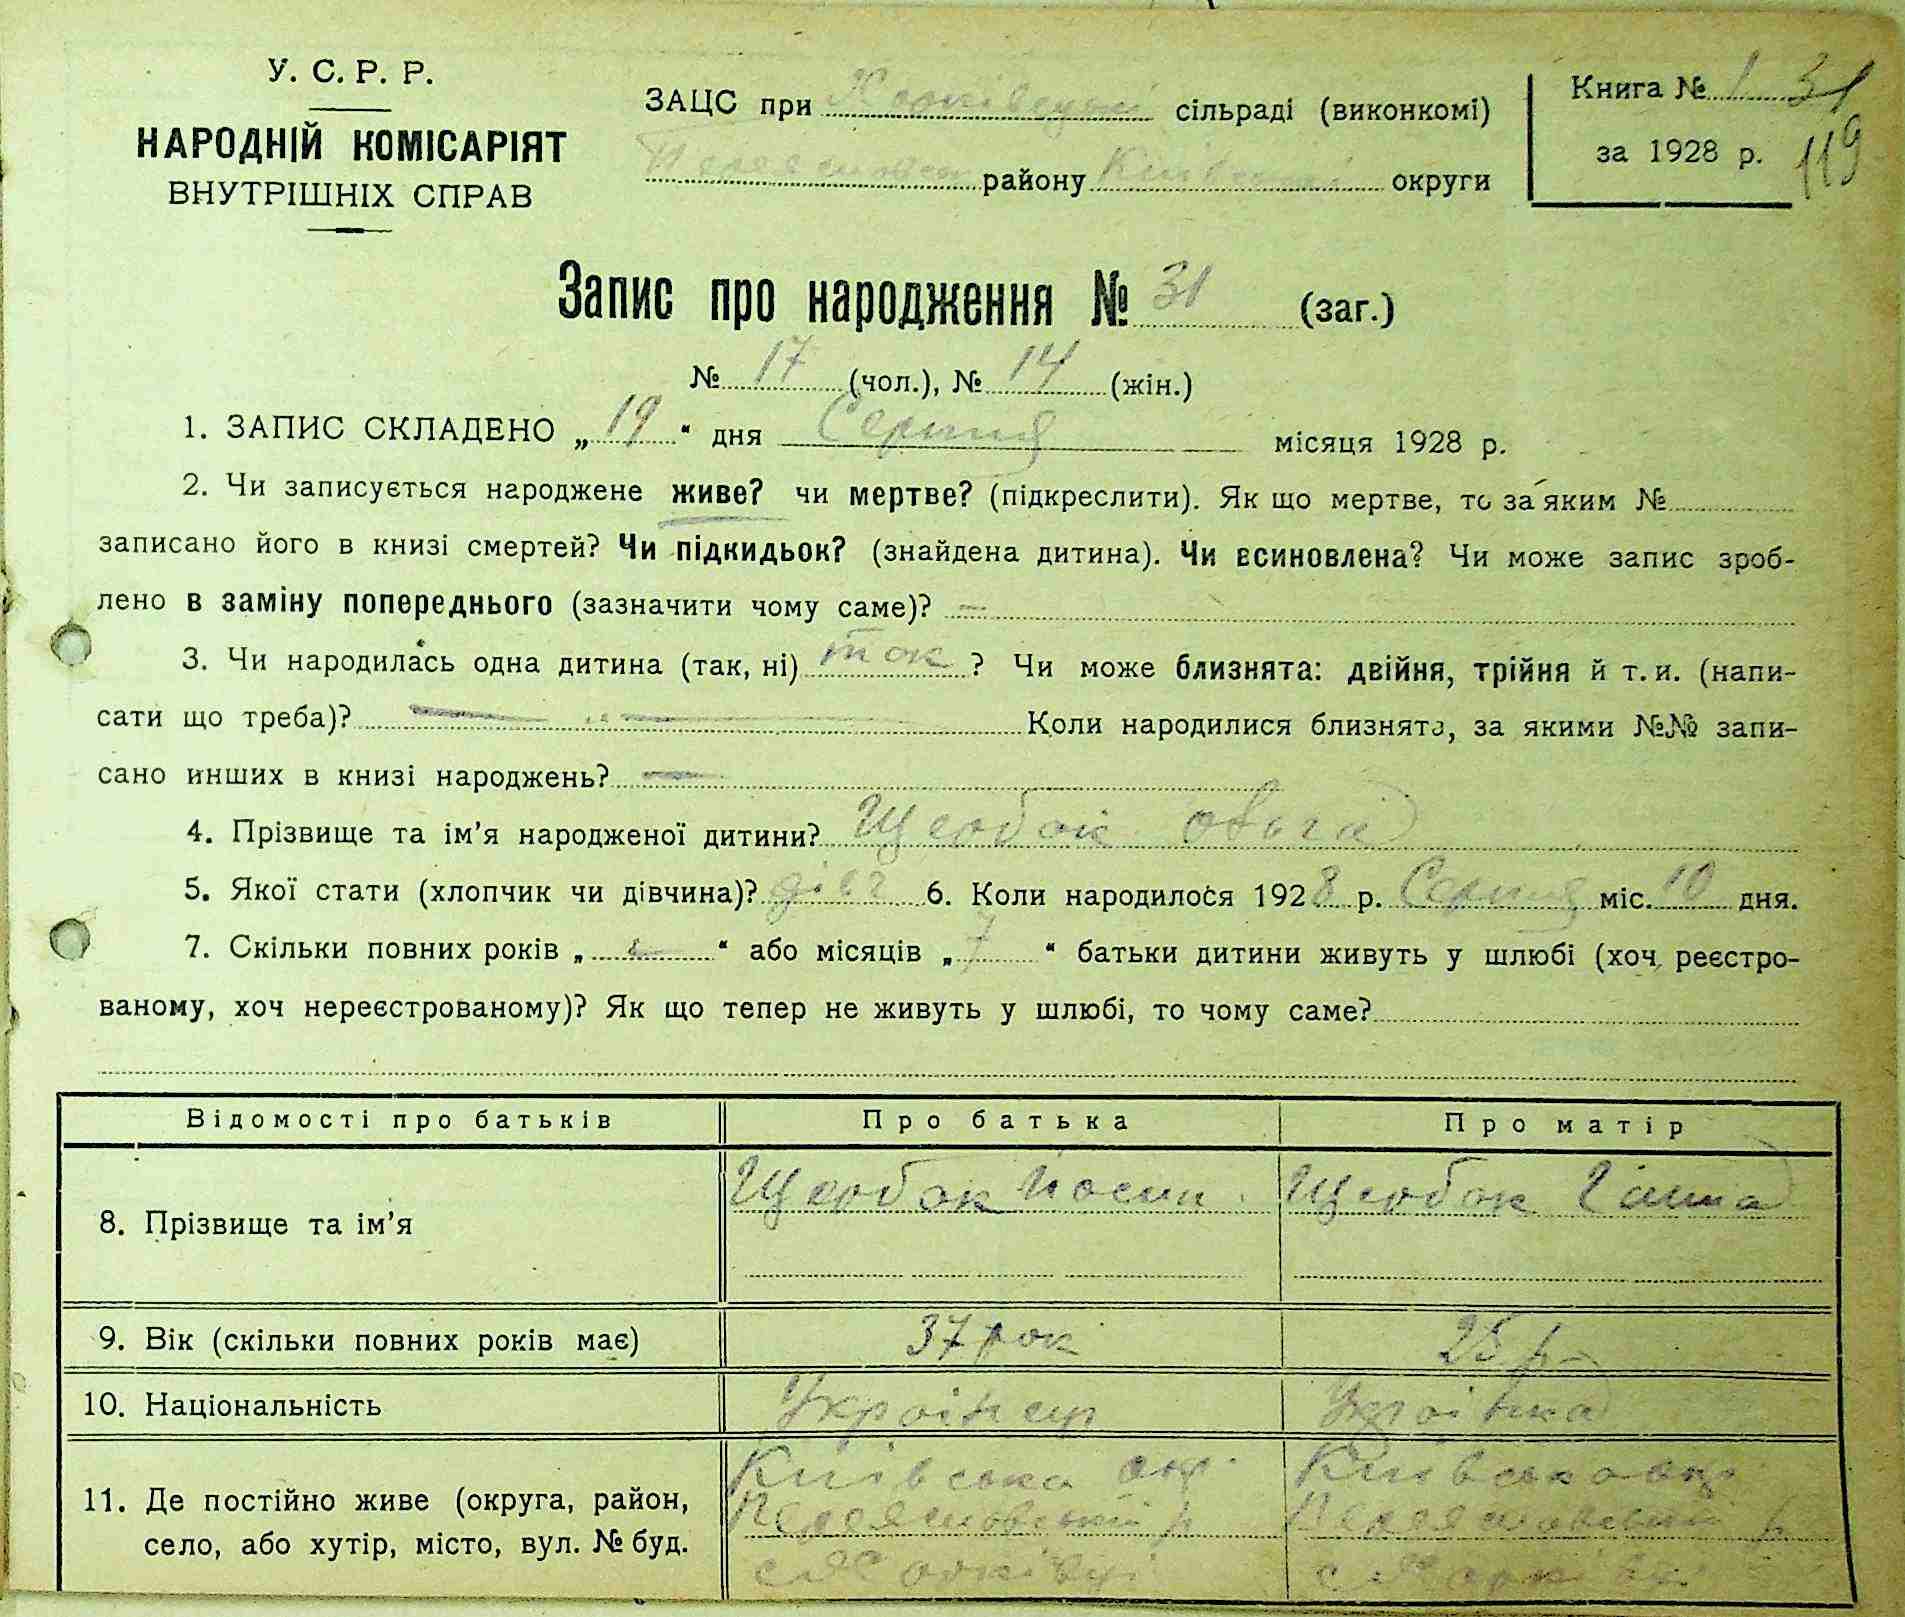 У. С. Р. Р.
НАРОДНІЙ КОМІСАРІЯТ
ВНУТРІШНІХ СПРАВ
ЗАЦС при сільраді (виконкомі)
району Київської округи
Книга № 1 31
за 1928 р. 119
Запис про народження № 31 (заг.)
№ 17 (чол.), № 14 (жін.)
1. ЗАПИС СКЛАДЕНО „ 19 “ дня Серпня місяця 1928 р.
2. Чи записується народжене живе? чи мертве? (підкреслити). Як що мертве, то за яким №
записано його в книзі смертей? Чи підкидьок? (знайдена дитина). Чи всиновлена? Чи може запис зроб-
лено в заміну попереднього (зазначити чому саме)? —
3. Чи народилась одна дитина (так, ні) так ? Чи може близнята: двійня, трійня й т. и. (напи-
сати що треба)? — — Коли народилися близнята, за якими №№ запи-
сано инших в книзі народжень? —
4. Прізвище та ім’я народженої дитини? Щербак Ольга
5. Якої стати (хлопчик чи дівчина)? дівч 6. Коли народилося 1928 р. Серпня міс. 10 дня.
7. Скільки повних років „ — “ або місяців „ 7 “ батьки дитини живуть у шлюбі (хоч реєстро-
ваному, хоч нереєстрованому)? Як що тепер не живуть у шлюбі, то чому саме?
Відомості про батьків Про батька Про матір
8. Прізвище та ім’я Щербак Йосип Щербак
9. Вік (скільки повних років має) 37 рок 25 р
10. Національність Українець Українка
11. Де постійно живе (округа, район,
село, або хутір, місто, вул. № буд.
Київська окр. Київська окр
Переяславський р Переяславський р